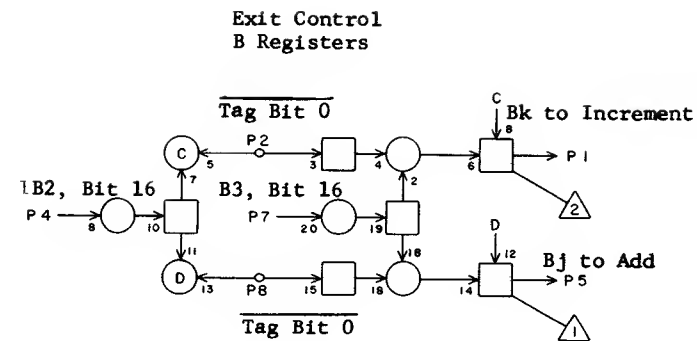 Exit Control
B Registers
Tag Bit 0
C
Bk to Increment
8
P2
C
5
3
4
6
P1
7
2
1B2, Bit 16
B3, Bit 16
2
P4
8
10
P7
20
19
11
18
D
12
Bj to Add
D
13
P8
15
18
14
P5
Tag Bit 0
1